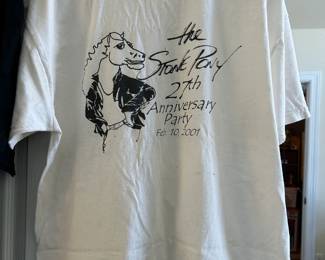 the
Stone Pony
27th
Anniversary
Party
Feb. 10, 2001